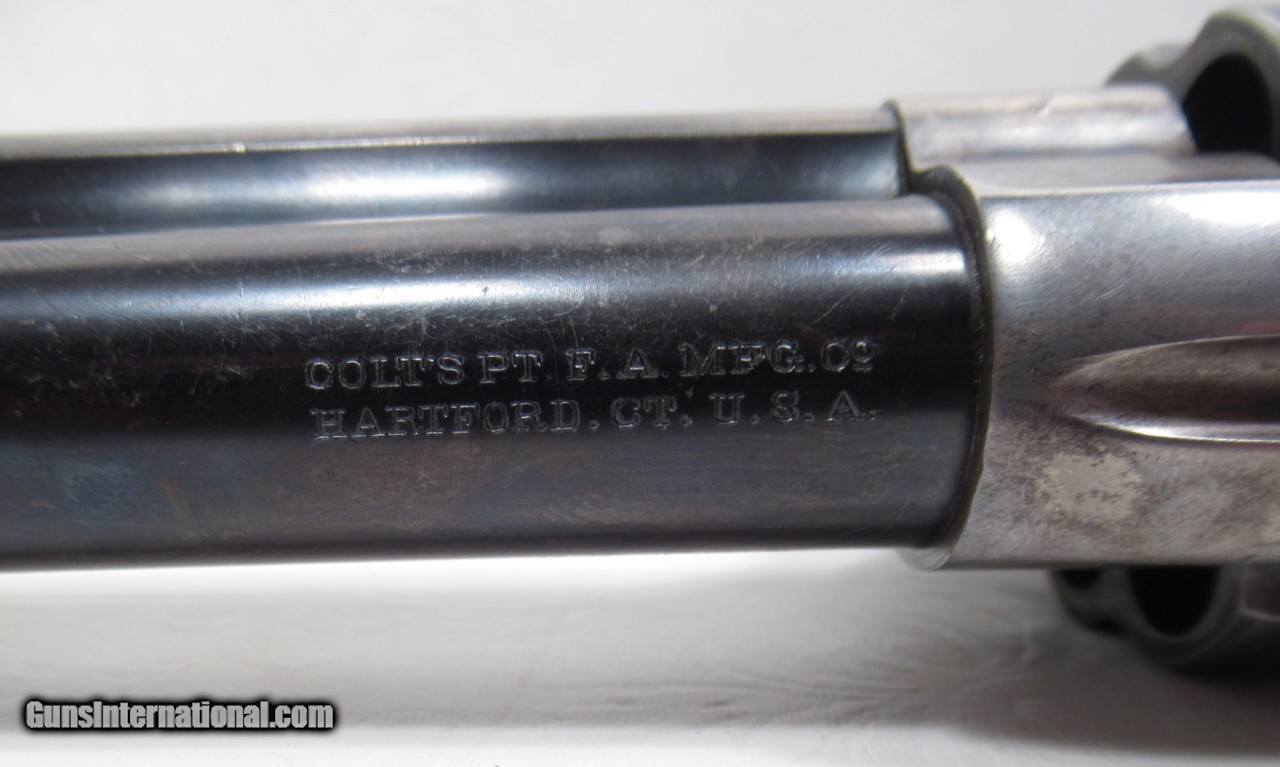 COLT'S PT F.A. MFG. Cº
HARTFORD. CT. U.S.A.
GunsInternational.com